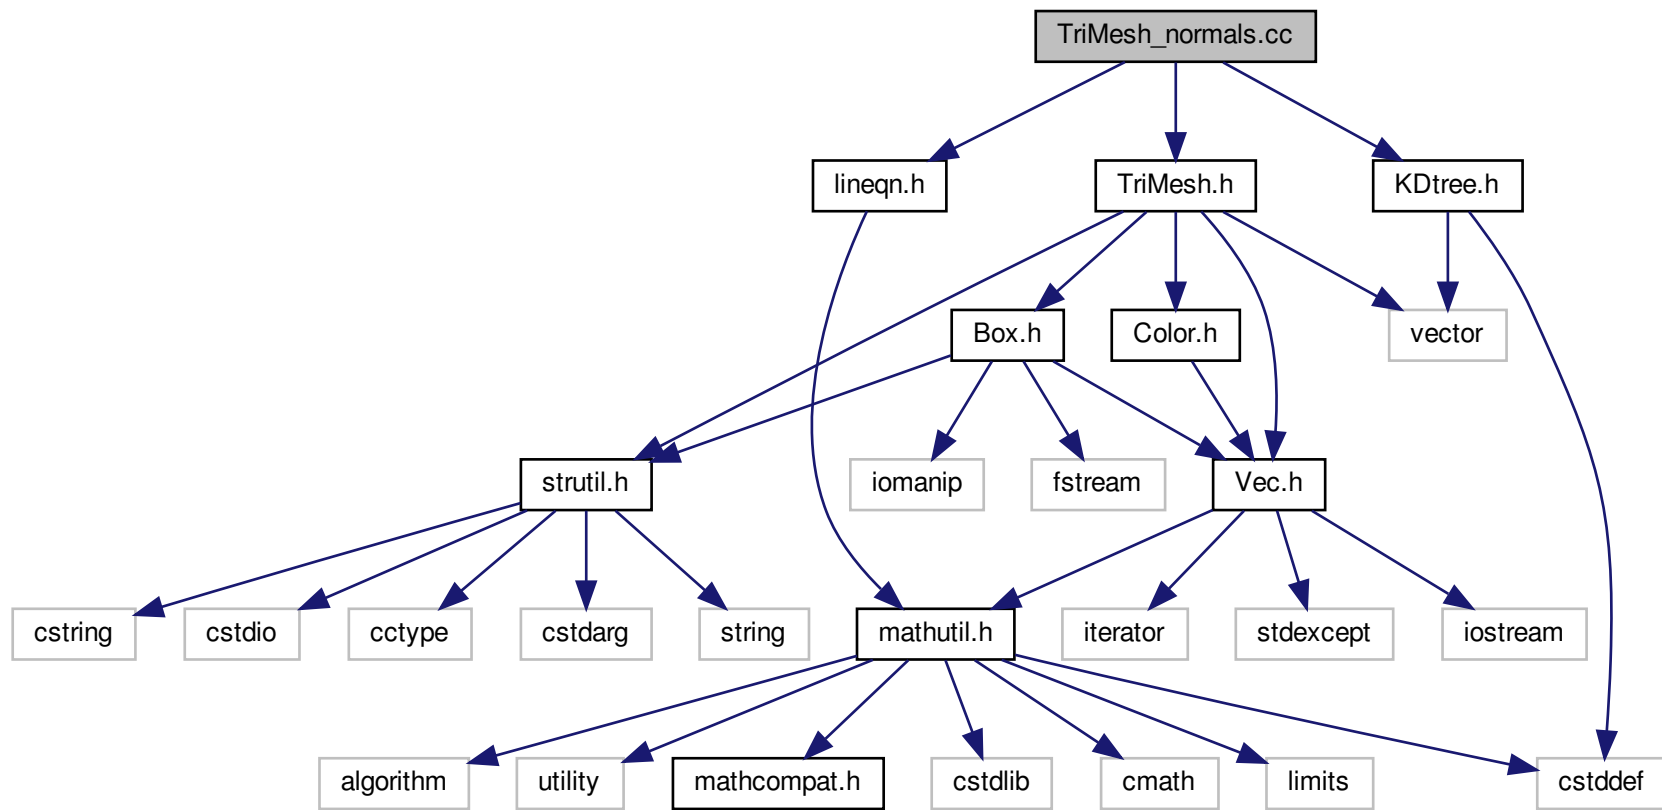 TriMesh_normals.cc
lineqn.h
TriMesh.h
KDtree.h
Box.h
Color.h
vector
strutil.h
iomanip
fstream
Vec.h
cstring
cstdio
cctype
cstdarg
string
mathutil.h
iterator
stdexcept
iostream
algorithm
utility
mathcompat.h
cstdlib
cmath
limits
cstddef